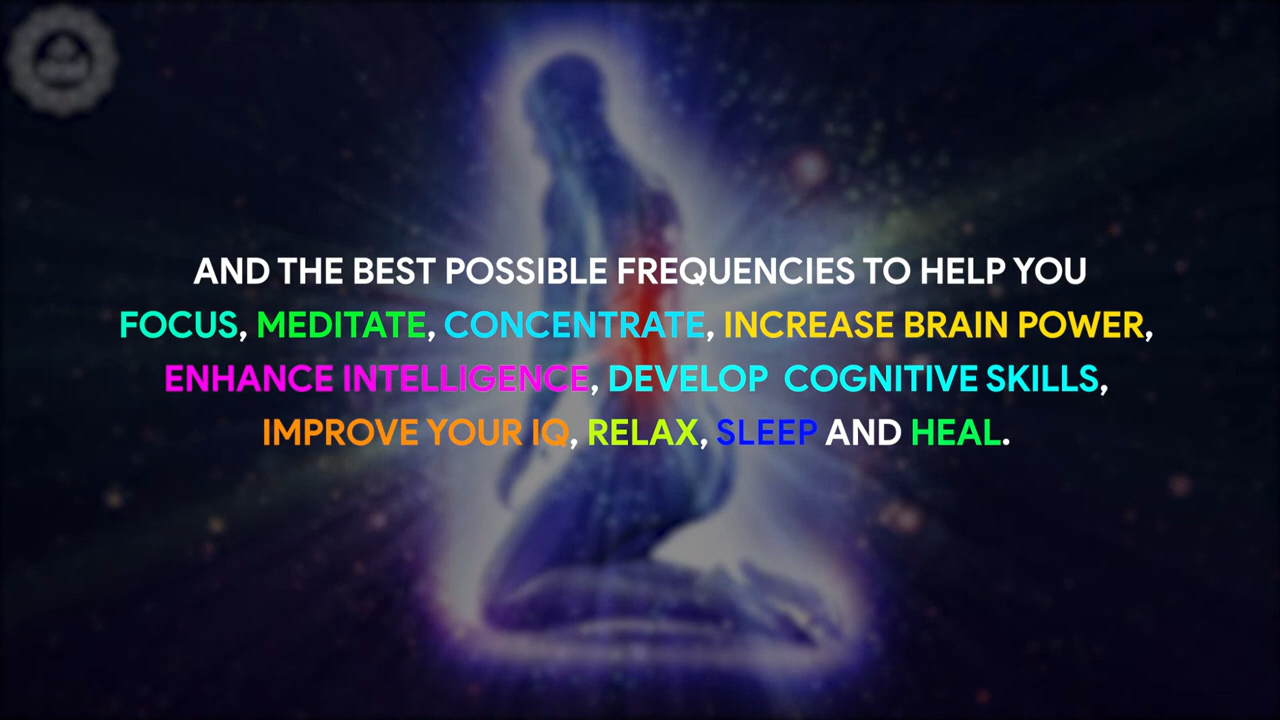 AND THE BEST POSSIBLE FREQUENCIES TO HELP YOU
FOCUS, MEDITATE, CONCENTRATE, INCREASE BRAIN POWER,
ENHANCE INTELLIGENCE, DEVELOP COGNITIVE SKILLS,
IMPROVE YOUR IQ, RELAX, SLEEP AND HEAL.